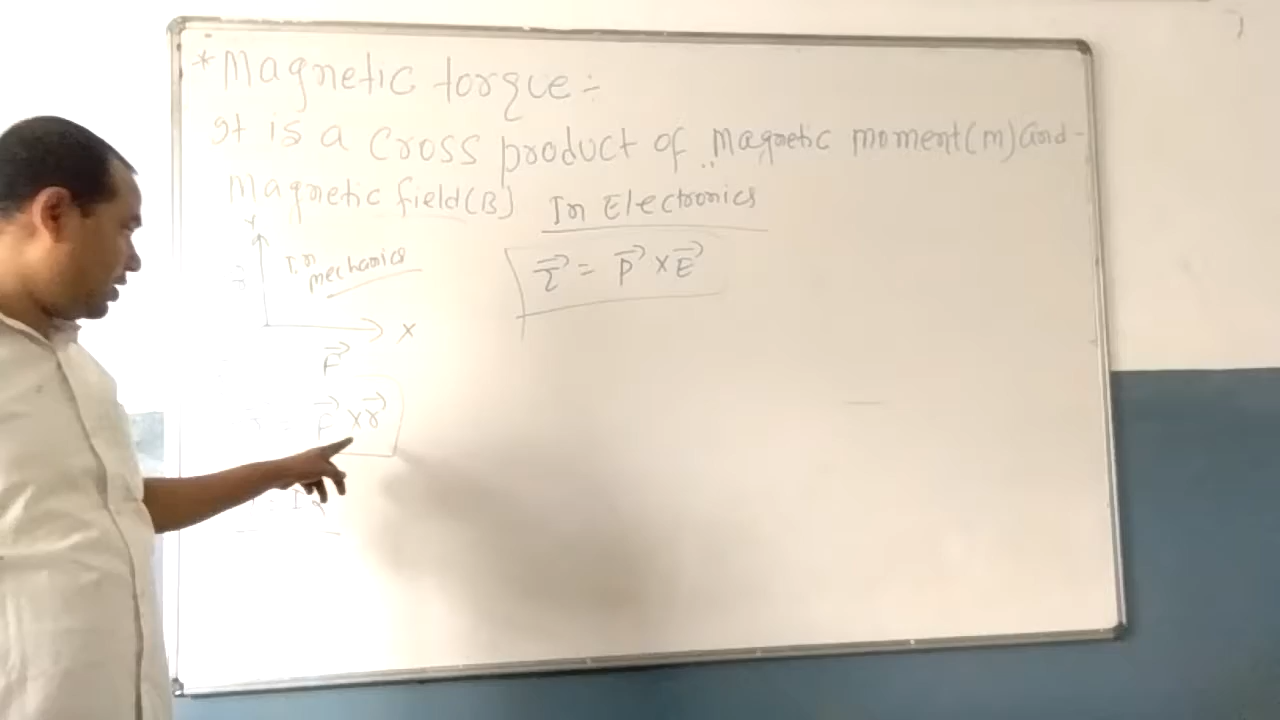 * Magnetic torque ÷
It is a cross product of Magnetic moment (m) and -
Magnetic field (B) In Electronics
Y
In mechanics
τ⃗ = P⃗ × E⃗
X
F⃗
F⃗ × r⃗